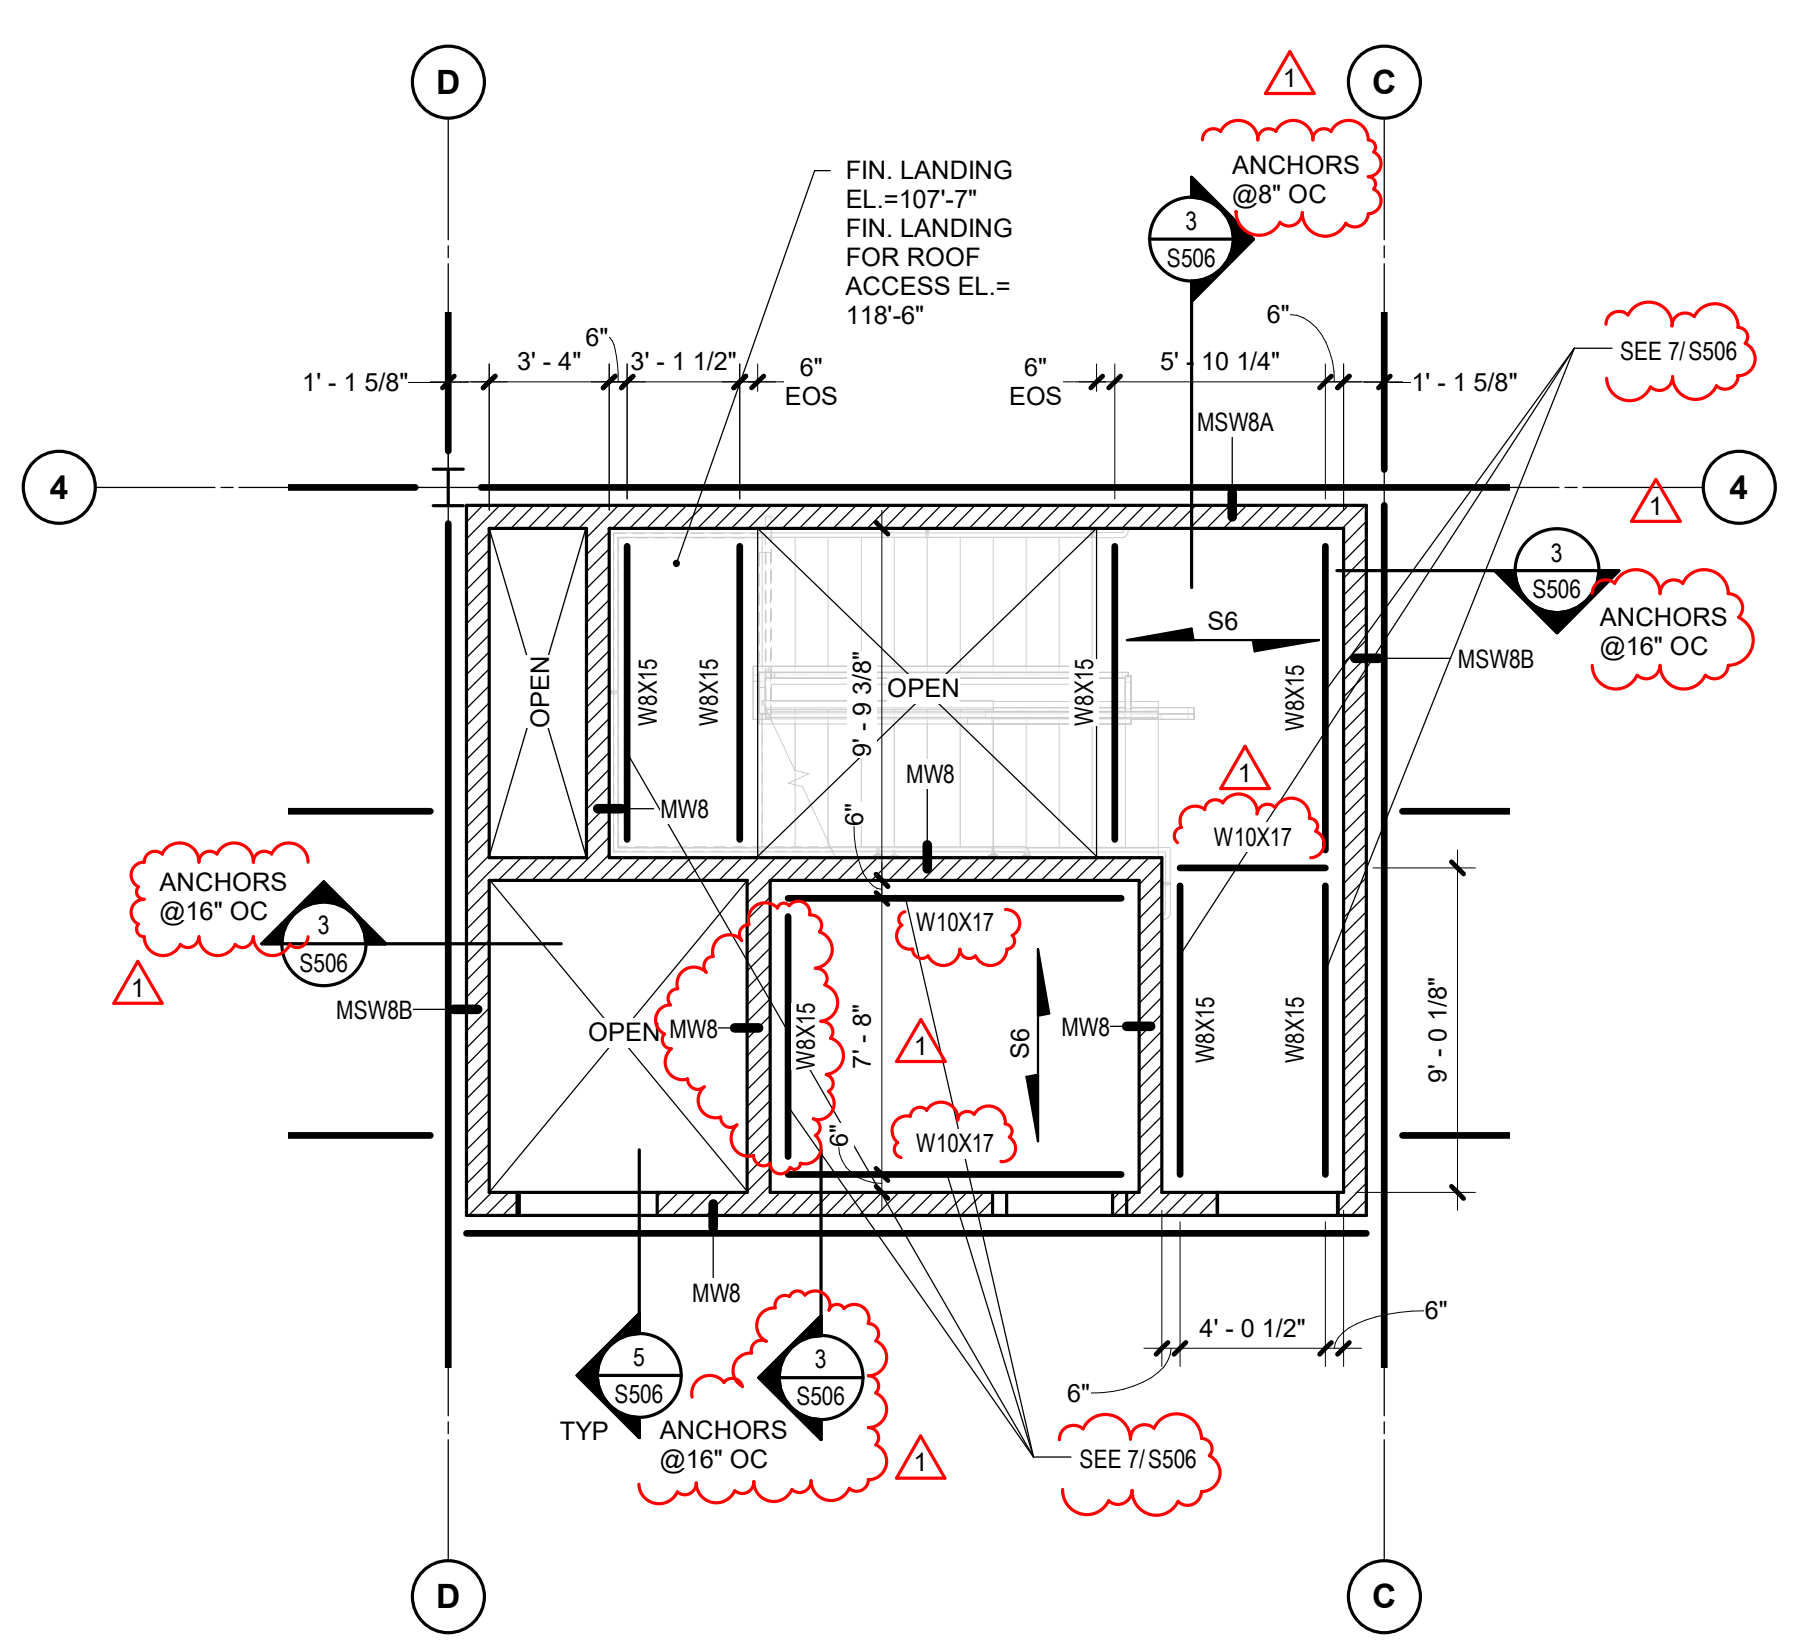 D
C
1
ANCHORS
@8" OC
3
S506
FIN. LANDING
EL.=107'-7"
FIN. LANDING
FOR ROOF
ACCESS EL.=
118'-6"
6"
6"
1' - 1 5/8"
3' - 4"
3' - 1 1/2"
6"
EOS
6"
EOS
5' - 10 1/4"
1' - 1 5/8"
SEE 7/ S506
MSW8A
4
4
1
3
S506
ANCHORS
@16" OC
MSW8B
S6
OPEN
W8X15
W8X15
9' - 9 3/8"
OPEN
W8X15
W8X15
MW8
MW8
1
W10X17
6"
ANCHORS
@16" OC
3
S506
1
MSW8B
OPEN
MW8
W8X15
W10X17
7' - 8"
1
S6
MW8
W8X15
W8X15
9' - 0 1/8"
W10X17
6"
MW8
4' - 0 1/2"
6"
6"
5
S506
TYP
3
S506
ANCHORS
@16" OC
1
SEE 7/ S506
D
C